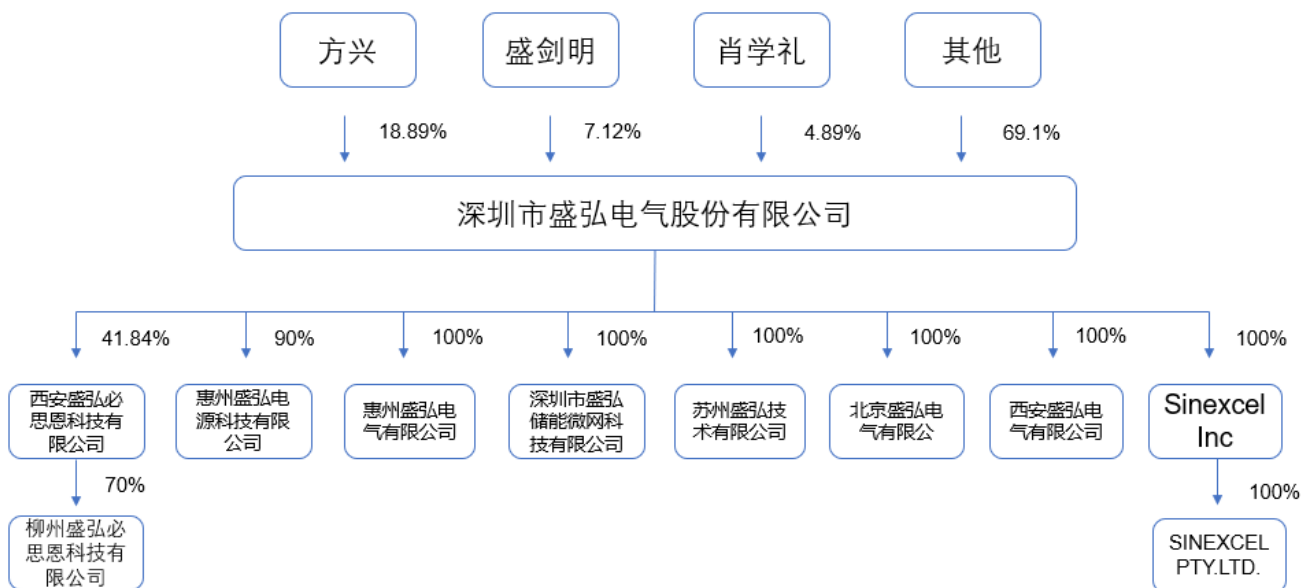 方兴
盛剑明
肖学礼
其他
18.89%
7.12%
4.89%
69.1%
深圳市盛弘电气股份有限公司
41.84%
90%
100%
100%
100%
100%
100%
100%
西安盛弘必
思恩科技有
限公司
惠州盛弘电
源科技有限
公司
惠州盛弘电
气有限公司
深圳市盛弘
储能微网科
技有限公司
苏州盛弘技
术有限公司
北京盛弘电
气有限公
西安盛弘电
气有限公司
Sinexcel
Inc
70%
100%
柳州盛弘必
思恩科技有
限公司
SINEXCEL
PTY.LTD.